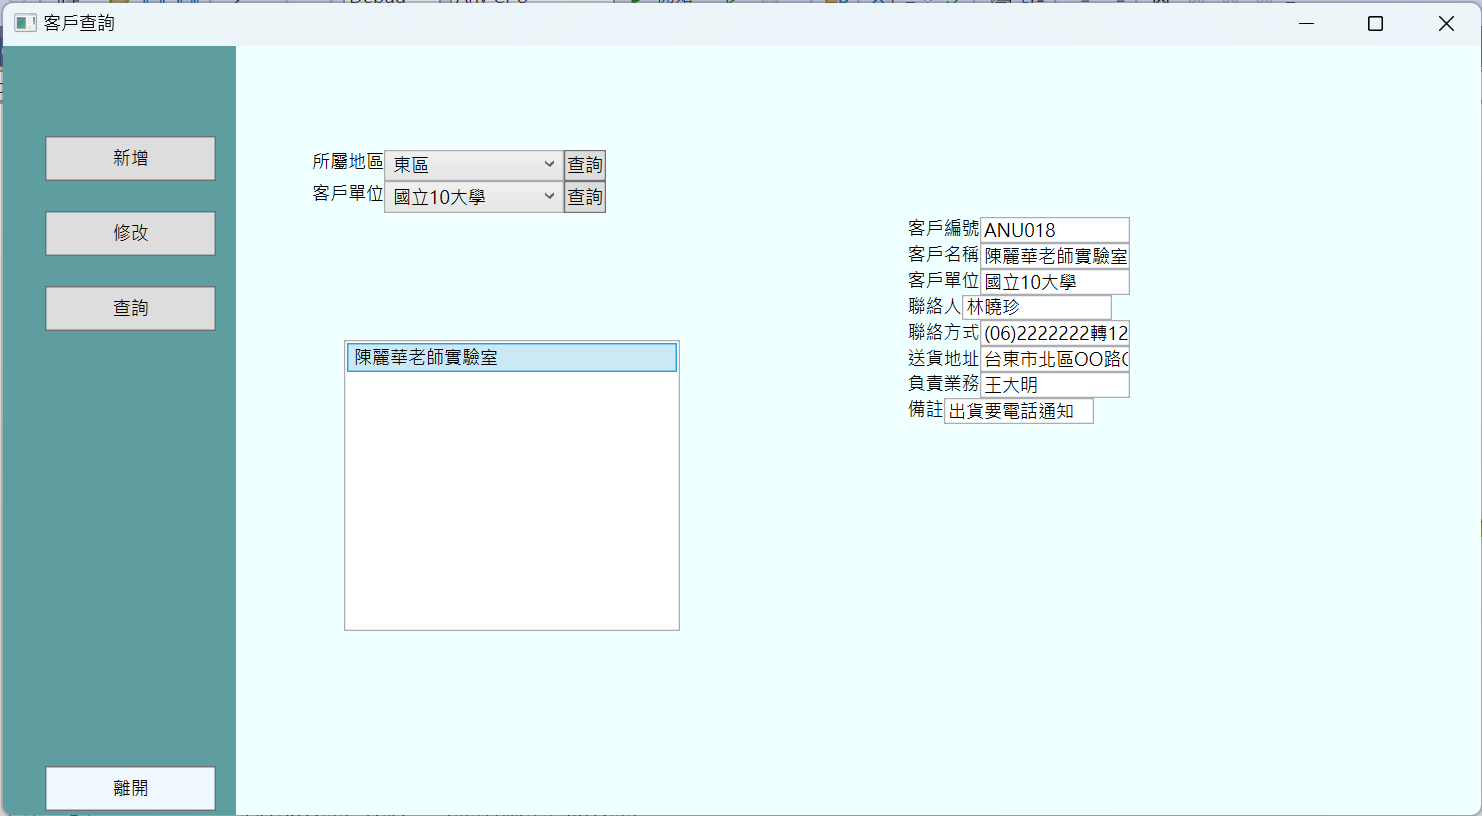 客戶查詢
新增
修改
查詢
離開
所屬地區 東區 查詢
客戶單位 國立10大學 查詢
陳麗華老師實驗室
客戶編號 ANU018
客戶名稱 陳麗華老師實驗室
客戶單位 國立10大學
聯絡人 林曉珍
聯絡方式 (06)2222222轉12
送貨地址 台東市北區OO路
負責業務 王大明
備註 出貨要電話通知